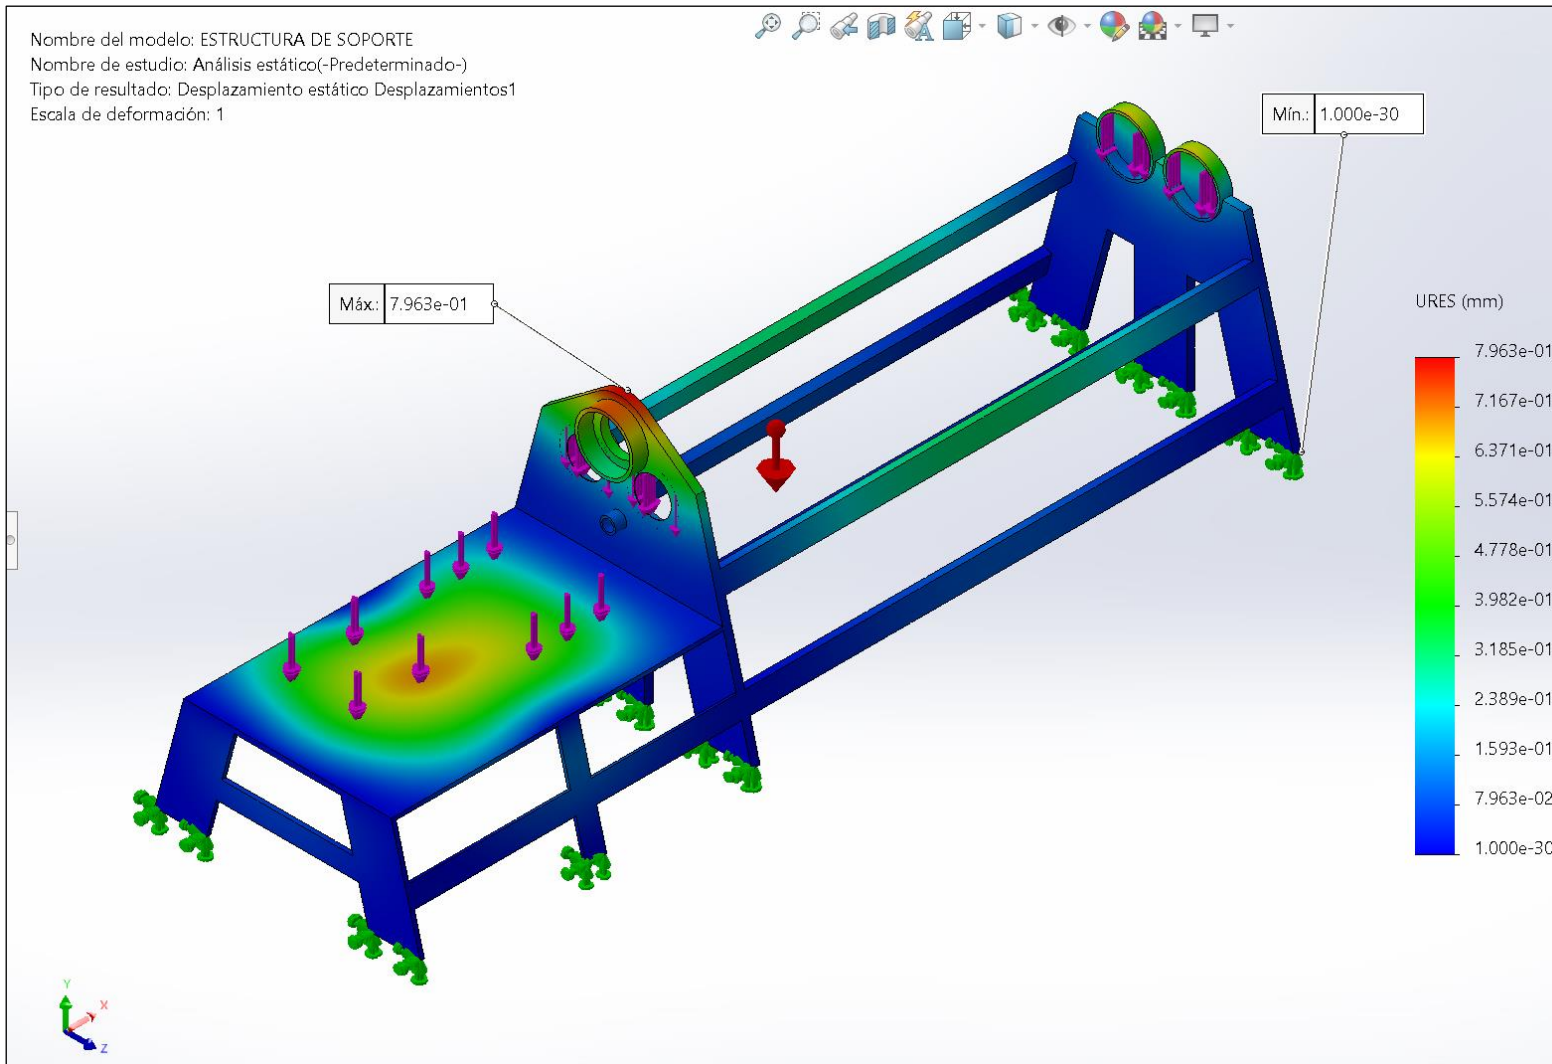 Nombre del modelo: ESTRUCTURA DE SOPORTE
Nombre de estudio: Análisis estático(-Predeterminado-)
Tipo de resultado: Desplazamiento estático Desplazamientos1
Escala de deformación: 1
Mín.: 1.000e-30
Máx.: 7.963e-01
URES (mm)
7.963e-01
7.167e-01
6.371e-01
5.574e-01
4.778e-01
3.982e-01
3.185e-01
2.389e-01
1.593e-01
7.963e-02
1.000e-30
Y
X
Z